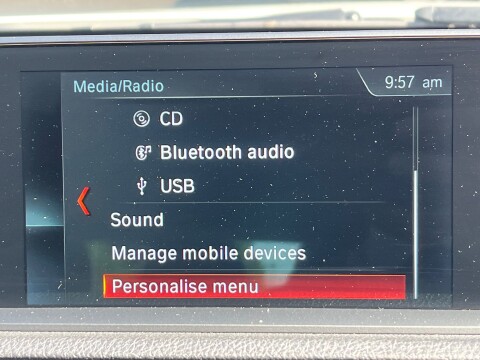 Media/Radio
9:57 am
CD
Bluetooth audio
USB
Sound
Manage mobile devices
Personalise menu